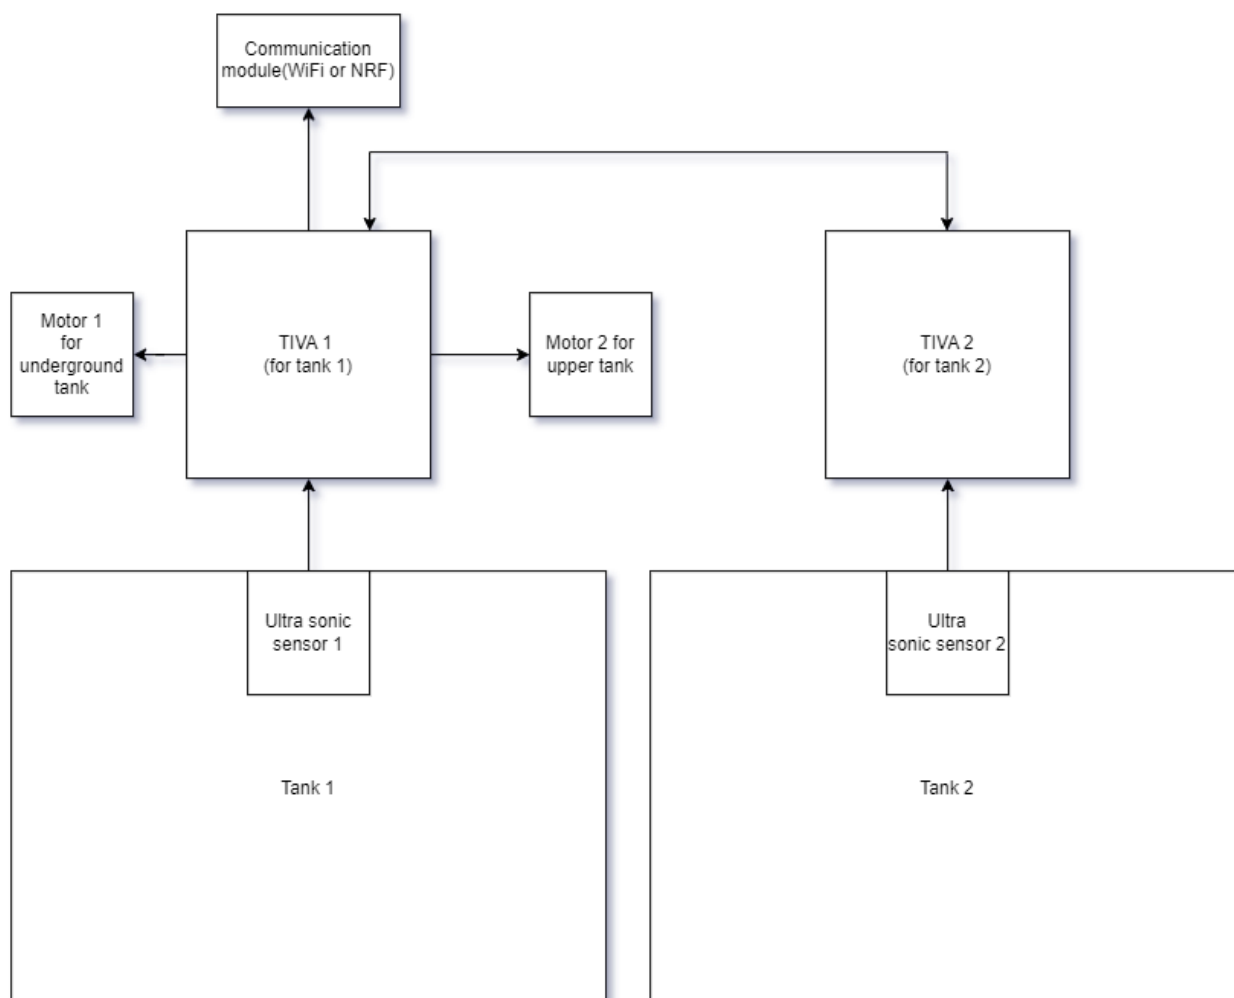 Communication
module(WiFi or NRF)
Motor 1
for
underground
tank
TIVA 1
(for tank 1)
Motor 2 for
upper tank
TIVA 2
(for tank 2)
Ultra sonic
sensor 1
Ultra
sonic sensor 2
Tank 1
Tank 2